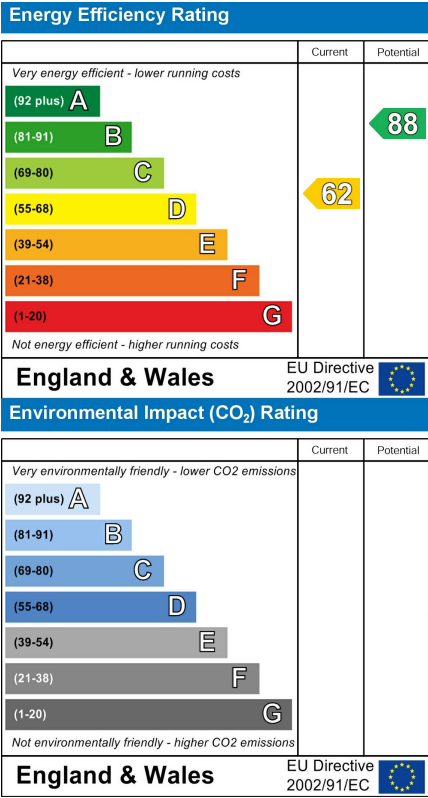 Energy Efficiency Rating
Current Potential
Very energy efficient - lower running costs
(92 plus) A
(81-91) B
88
(69-80) C
62
(55-68) D
(39-54) E
(21-38) F
(1-20) G
Not energy efficient - higher running costs
England & Wales
EU Directive
2002/91/EC
Environmental Impact (CO₂) Rating
Current Potential
Very environmentally friendly - lower CO2 emissions
(92 plus) A
(81-91) B
(69-80) C
(55-68) D
(39-54) E
(21-38) F
(1-20) G
Not environmentally friendly - higher CO2 emissions
England & Wales
EU Directive
2002/91/EC